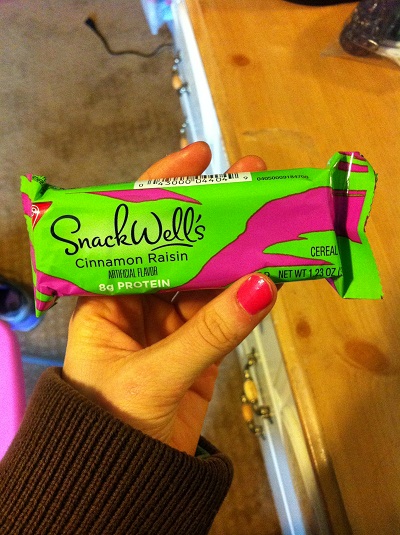 SnackWell's
Cinnamon Raisin
ARTIFICIAL FLAVOR
8g PROTEIN
CEREAL
NET WT 1.23 OZ